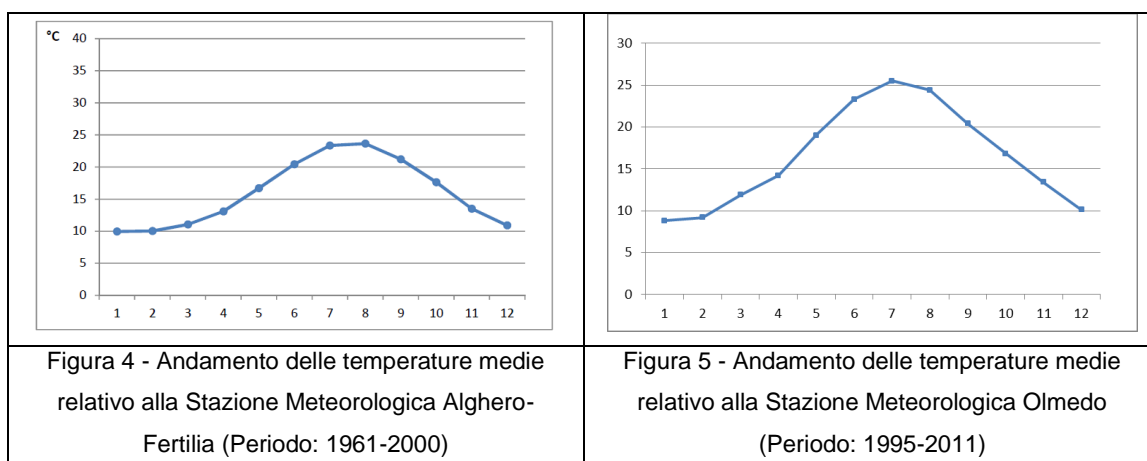 °C
40
35
30
25
20
15
10
5
0
1 2 3 4 5 6 7 8 9 10 11 12
Figura 4 - Andamento delle temperature medie
relativo alla Stazione Meteorologica Alghero-
Fertilia (Periodo: 1961-2000)
30
25
20
15
10
5
0
1 2 3 4 5 6 7 8 9 10 11 12
Figura 5 - Andamento delle temperature medie
relativo alla Stazione Meteorologica Olmedo
(Periodo: 1995-2011)